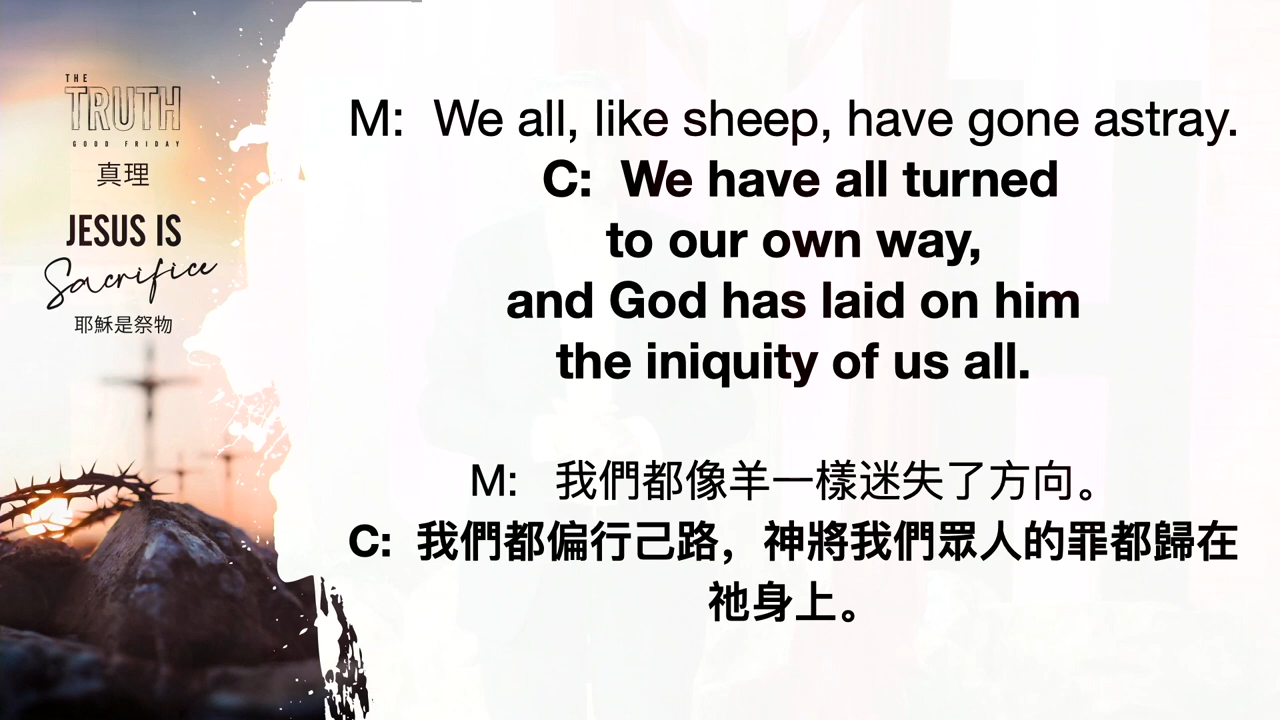 THE
TRUTH
GOOD FRIDAY
真理
JESUS IS
Sacrifice
耶穌是祭物
M: We all, like sheep, have gone astray.
C: We have all turned
to our own way,
and God has laid on him
the iniquity of us all.
M: 我們都像羊一樣迷失了方向。
C: 我們都偏行己路，神將我們眾人的罪都歸在
祂身上。